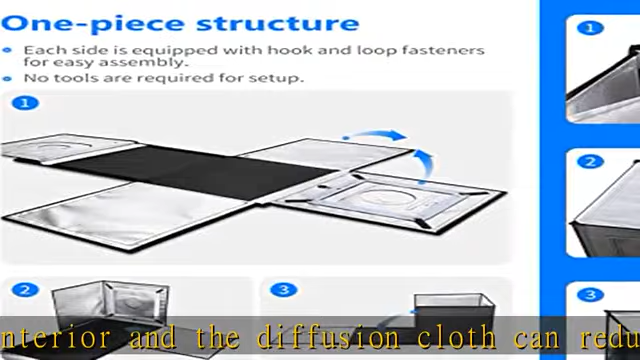 One-piece structure
Each side is equipped with hook and loop fasteners
for easy assembly.
No tools are required for setup.
1
2
3
1
2
3
nterior and the diffusion cloth can redu